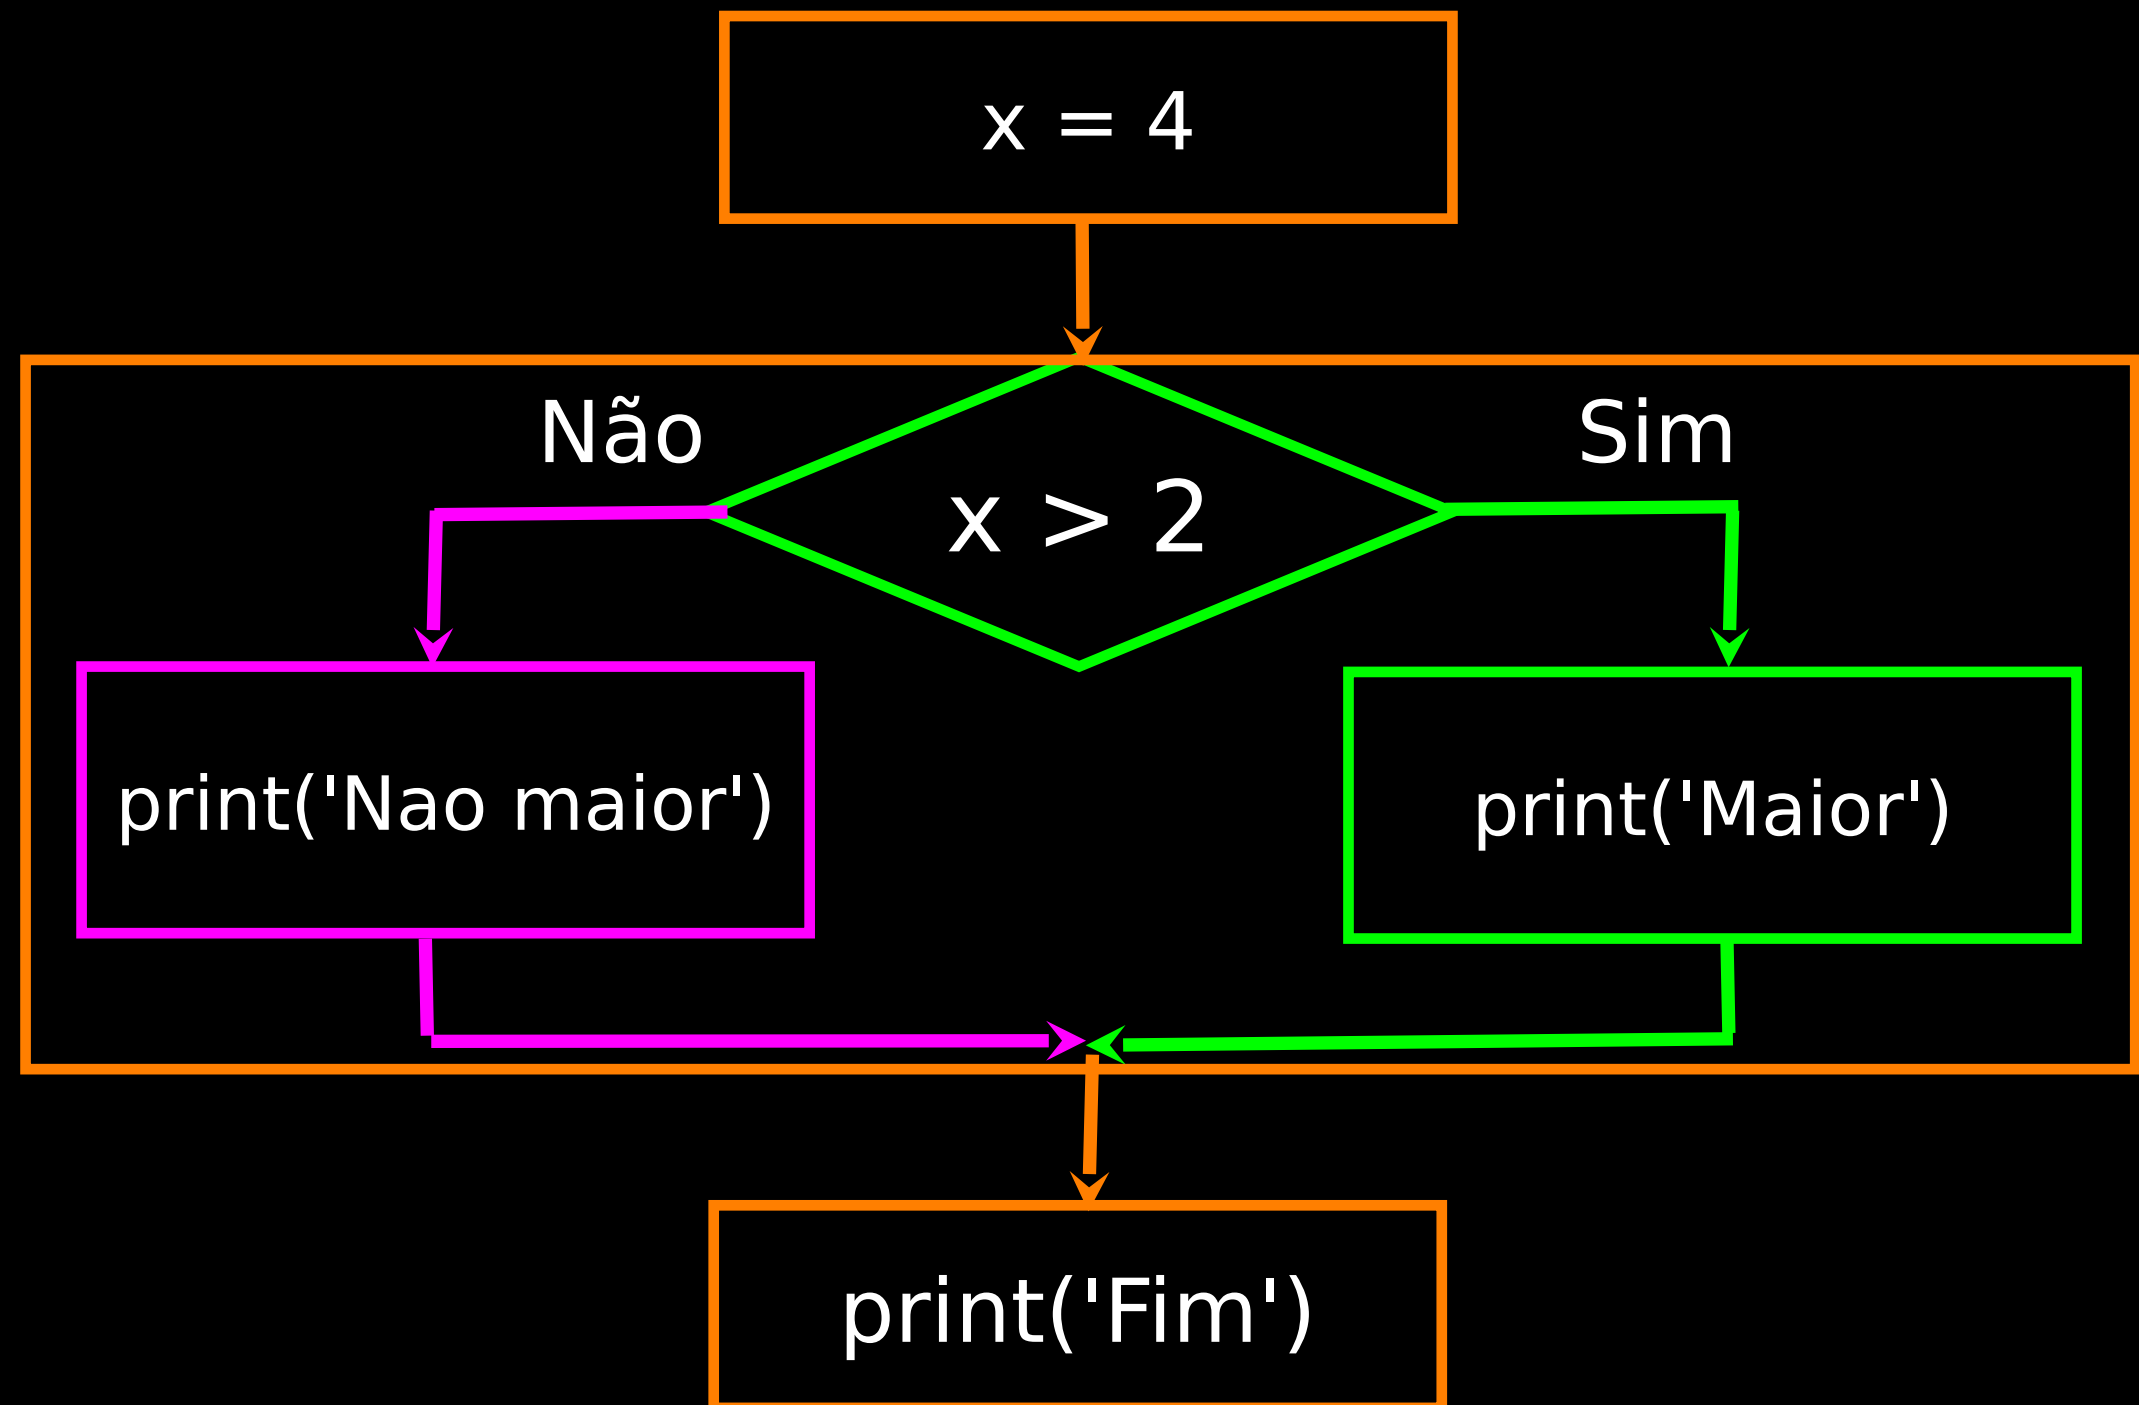 x = 4
Não
Sim
x > 2
print('Nao maior')
print('Maior')
print('Fim')